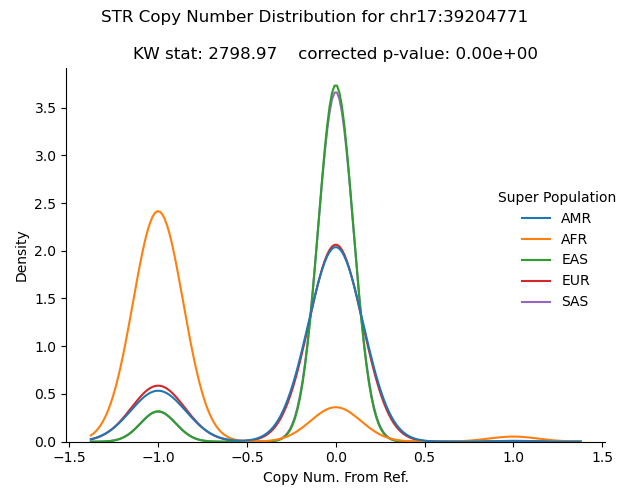 STR Copy Number Distribution for chr17:39204771
KW stat: 2798.97    corrected p-value: 0.00e+00
Density
3.5
3.0
2.5
2.0
1.5
1.0
0.5
0.0
Super Population
AMR
AFR
EAS
EUR
SAS
−1.5 −1.0 −0.5 0.0 0.5 1.0 1.5
Copy Num. From Ref.